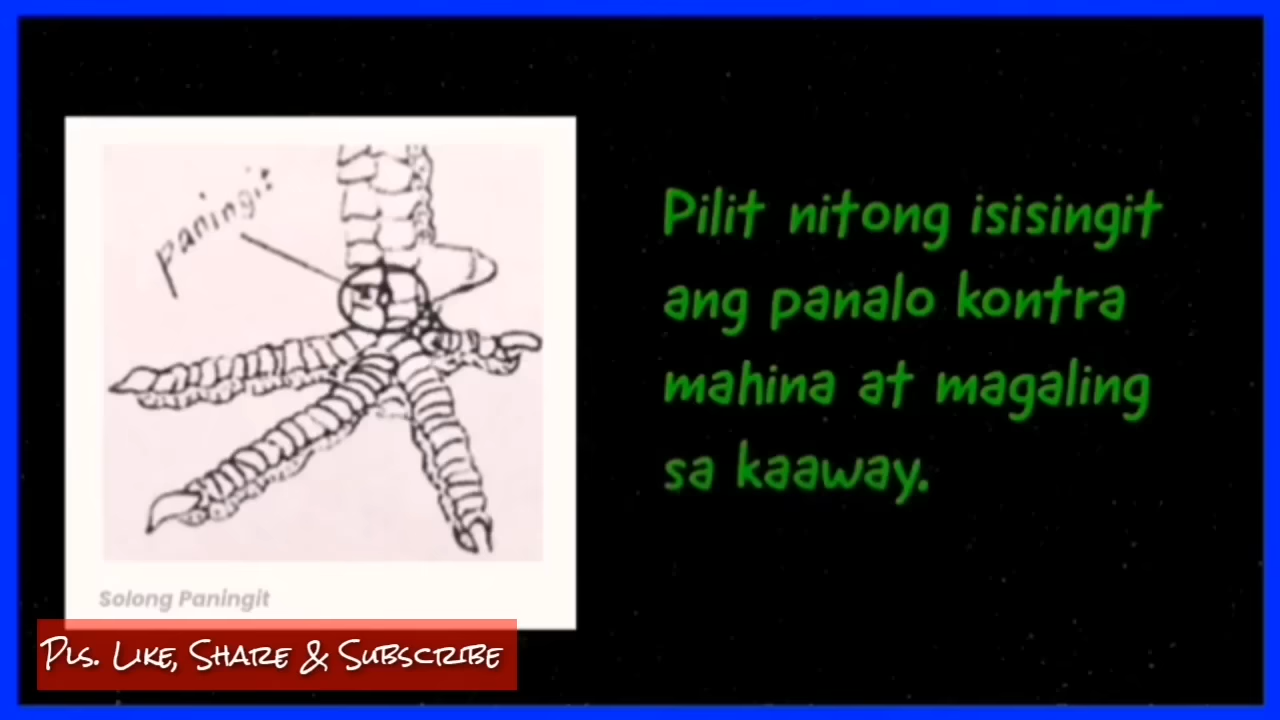 paningit
Pilit nitong isisingit
ang panalo kontra
mahina at magaling
sa kaaway.
Solong Paningit
Pls. Like, Share & Subscribe